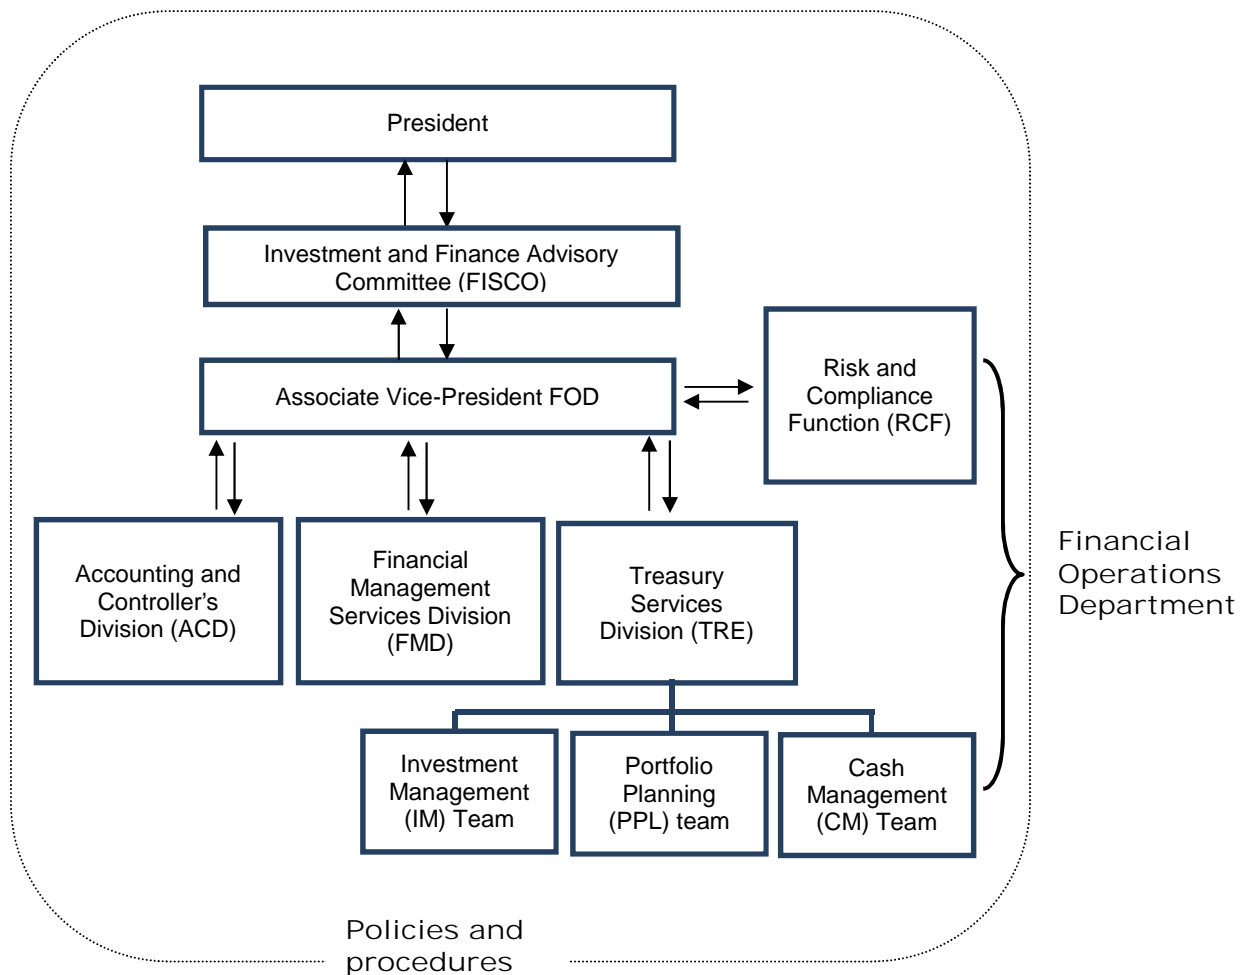 President
Investment and Finance Advisory
Committee (FISCO)
Associate Vice-President FOD
Risk and
Compliance
Function (RCF)
Accounting and
Controller's
Division (ACD)
Financial
Management
Services Division
(FMD)
Treasury
Services
Division (TRE)
Financial
Operations
Department
Investment
Management
(IM) Team
Portfolio
Planning
(PPL) team
Cash
Management
(CM) Team
Policies and
procedures